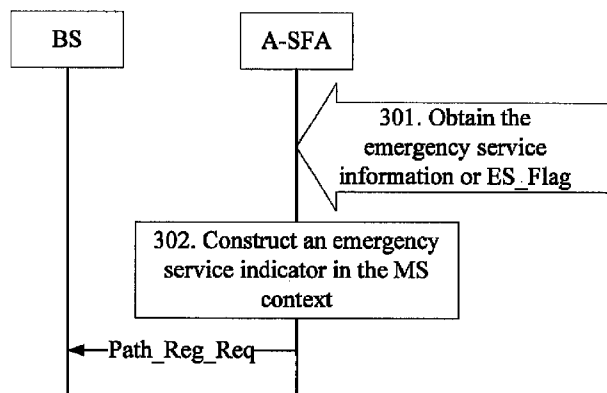 BS
A-SFA
301. Obtain the
emergency service
information or ES_Flag
302. Construct an emergency
service indicator in the MS
context
Path_Reg_Req